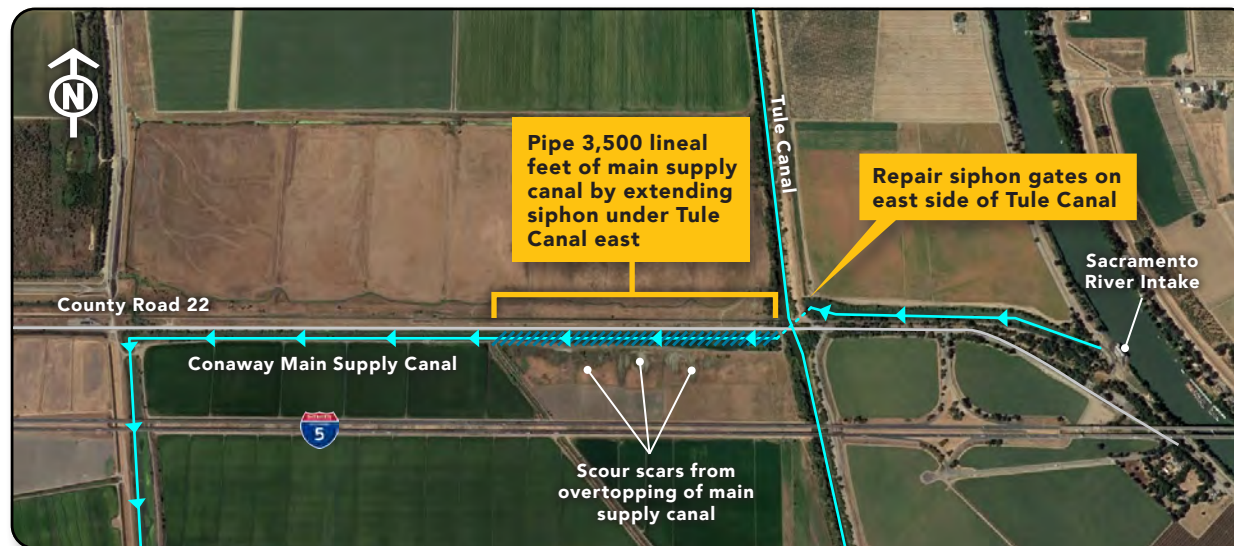 N
Pipe 3,500 lineal
feet of main supply
canal by extending
siphon under Tule
Canal east
Tule Canal
Repair siphon gates on
east side of Tule Canal
Sacramento
River Intake
County Road 22
Conaway Main Supply Canal
5
Scour scars from
overtopping of main
supply canal